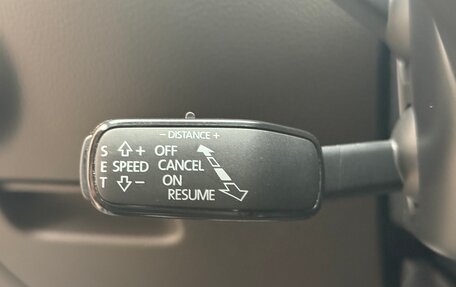 - DISTANCE +
S + OFF
E SPEED CANCEL
T - ON
RESUME